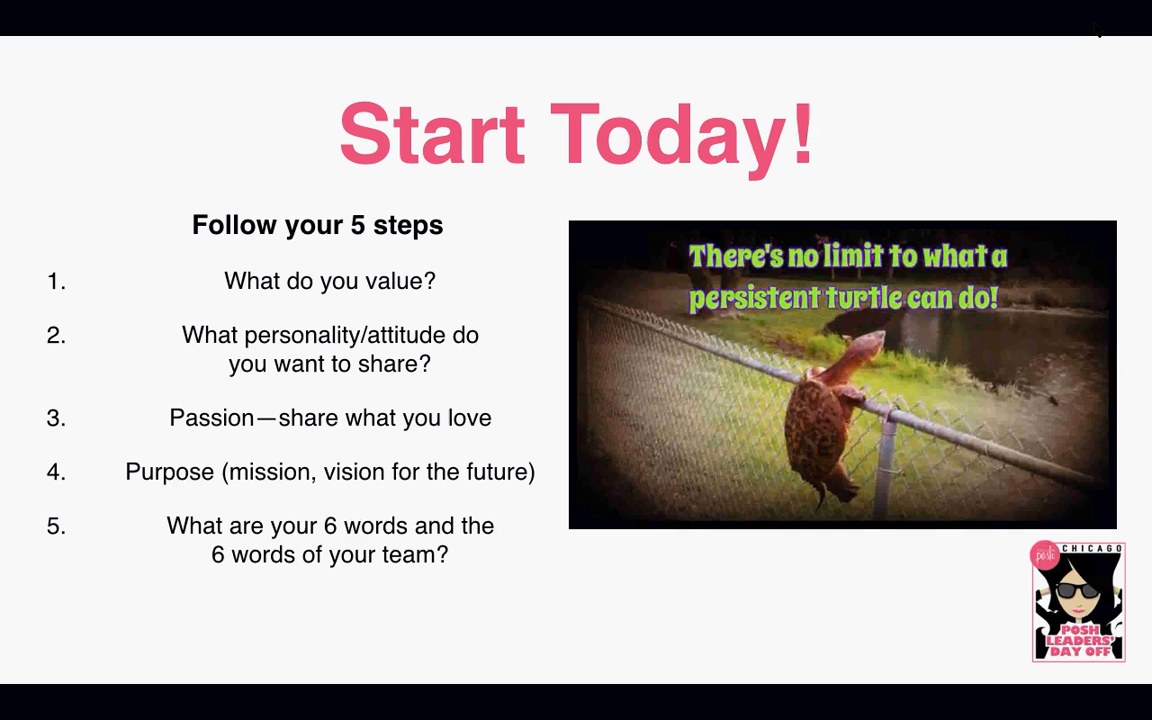 Start Today!
Follow your 5 steps
1. What do you value?
2. What personality/attitude do
you want to share?
3. Passion—share what you love
4. Purpose (mission, vision for the future)
5. What are your 6 words and the
6 words of your team?
There's no limit to what a
persistent turtle can do!
posh
CHICAGO
POSH
LEADERS'
DAY OFF